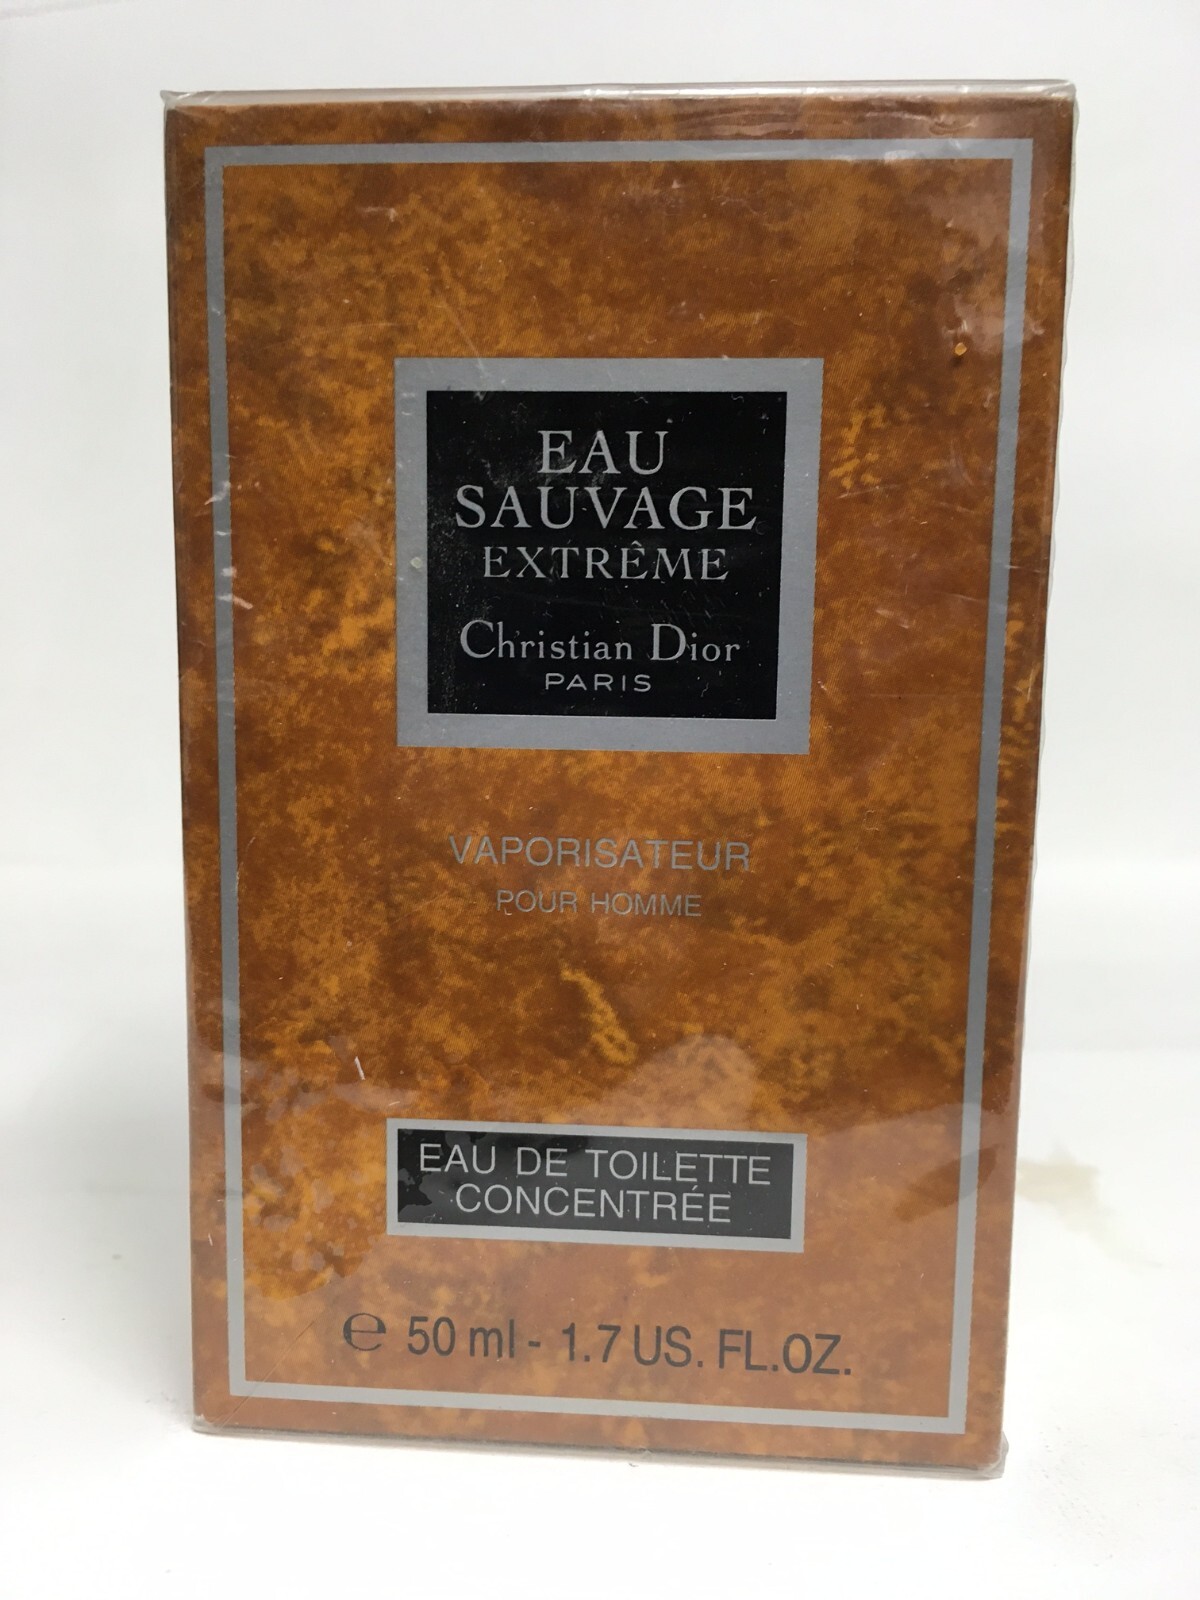 EAU
SAUVAGE
EXTRÊME
Christian Dior
PARIS
VAPORISATEUR
POUR HOMME
EAU DE TOILETTE
CONCENTRÉE
℮ 50 ml - 1.7 US. FL.OZ.